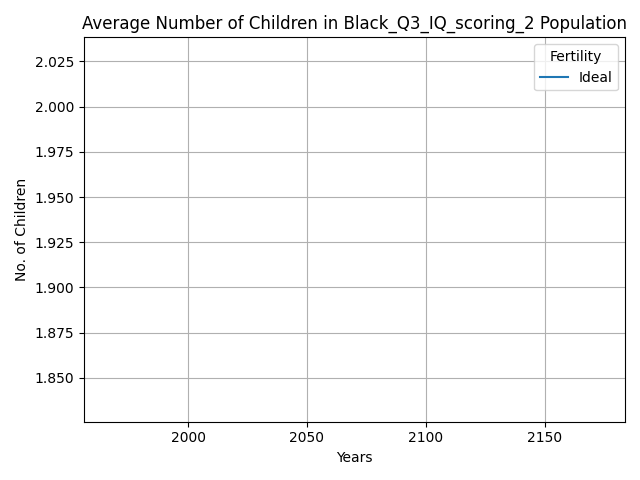 Average Number of Children in Black_Q3_IQ_scoring_2 Population
Fertility
Ideal
2.025
2.000
1.975
1.950
1.925
1.900
1.875
1.850
No. of Children
2000 2050 2100 2150
Years